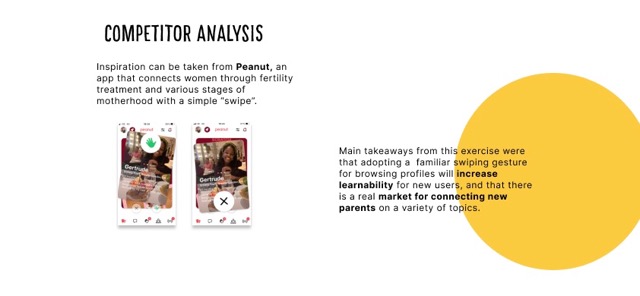 COMPETITOR ANALYSIS
Inspiration can be taken from Peanut, an
app that connects women through fertility
treatment and various stages of
motherhood with a simple "swipe".
peanut
peanut
Gertrude
Gertrude
Main takeaways from this exercise were
that adopting a familiar swiping gesture
for browsing profiles will increase
learnability for new users, and that there
is a real market for connecting new
parents on a variety of topics.